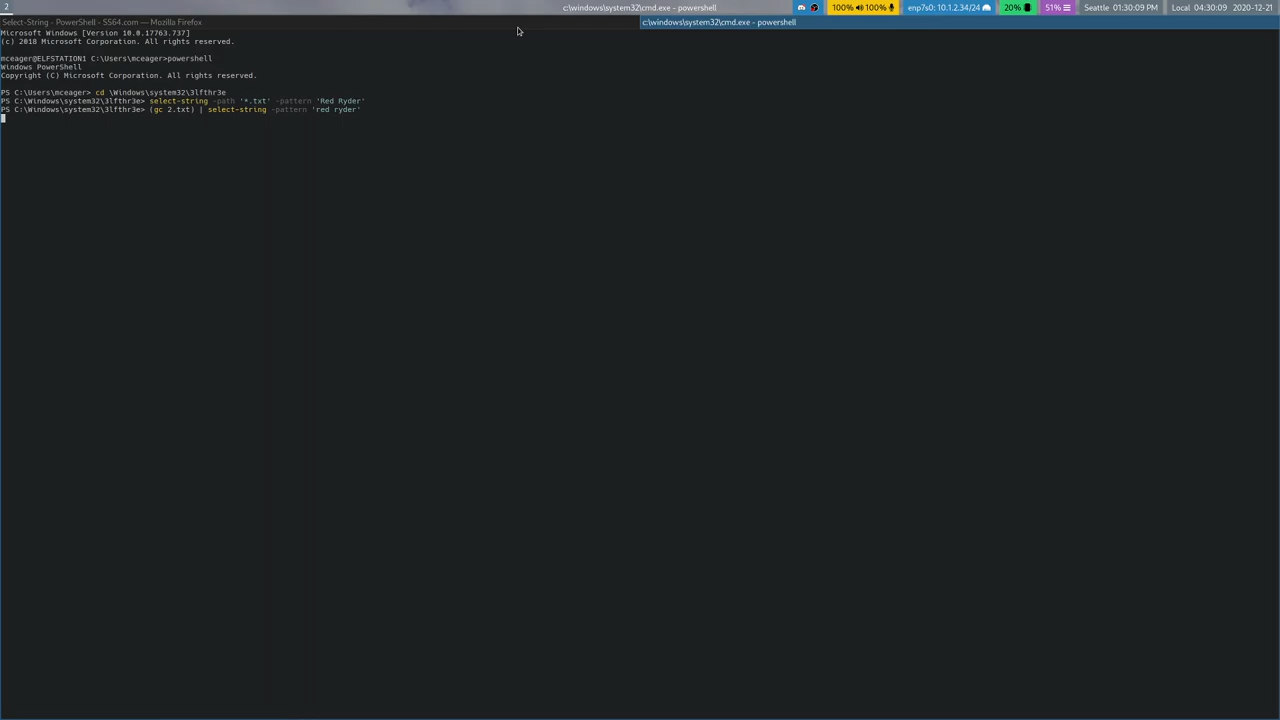 2
c:\windows\system32\cmd.exe - powershell
100% 100%
enp7s0: 10.1.2.34/24
20%
51%
Seattle 01:30:09 PM
Local 04:30:09 2020-12-21
Select-String - PowerShell - SS64.com — Mozilla Firefox
c:\windows\system32\cmd.exe - powershell
Microsoft Windows [Version 10.0.17763.737]
(c) 2018 Microsoft Corporation. All rights reserved.
mceager@ELFSTATION1 C:\Users\mceager>powershell
Windows PowerShell
Copyright (C) Microsoft Corporation. All rights reserved.
PS C:\Users\mceager> cd \Windows\system32\3lfthr3e
PS C:\Windows\system32\3lfthr3e> select-string -path '*.txt' -pattern 'Red Ryder'
PS C:\Windows\system32\3lfthr3e> (gc 2.txt) | select-string -pattern 'red ryder'